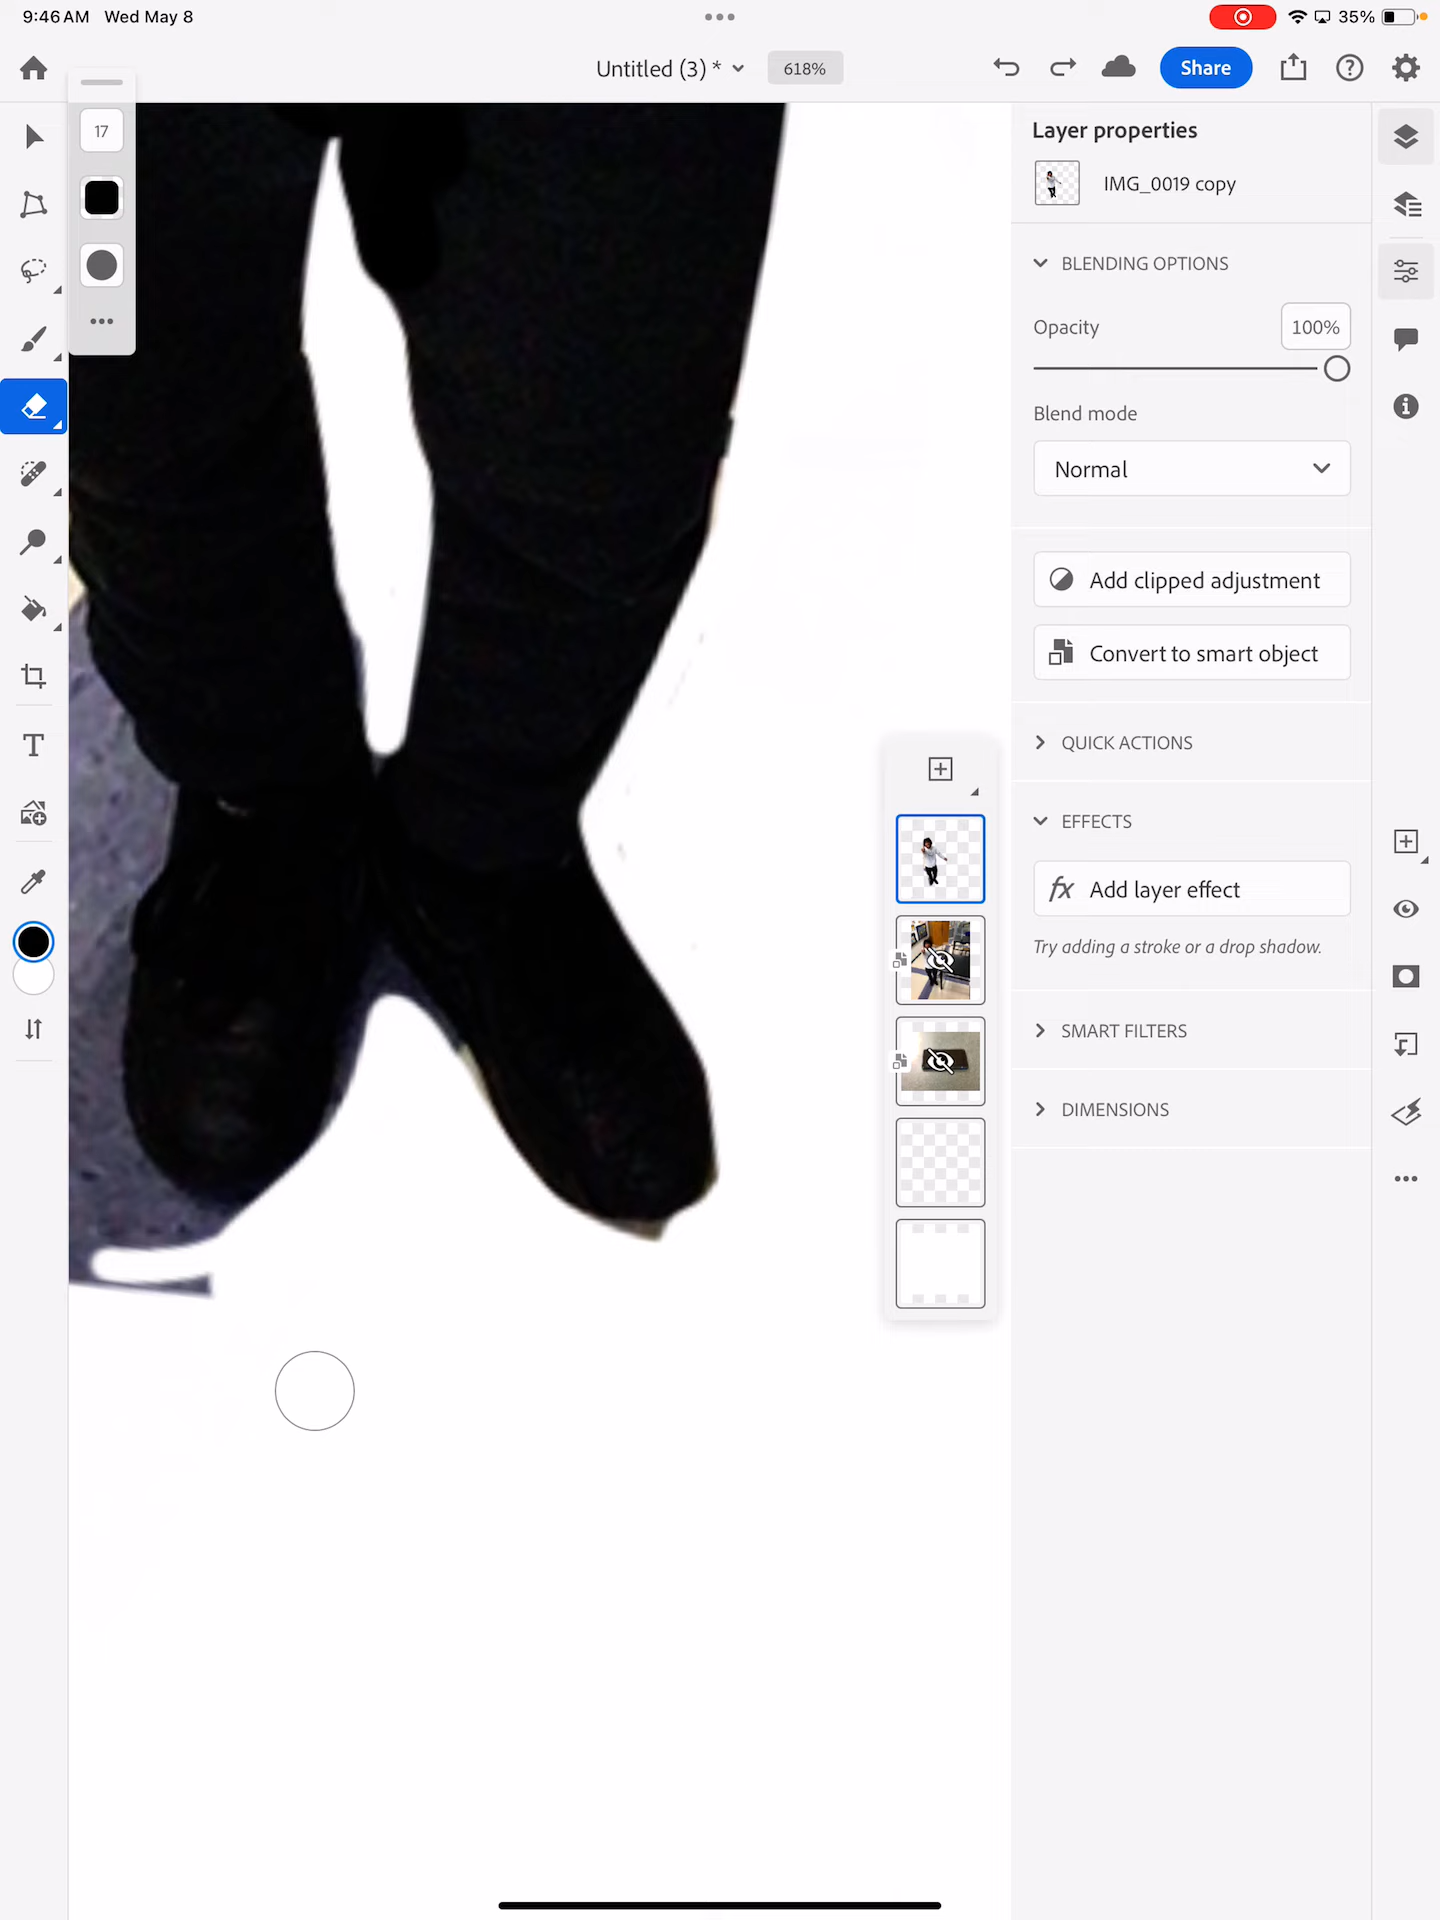 9:46 AM Wed May 8
35%
Untitled (3) *
618%
Share
17
T
Layer properties
IMG_0019 copy
BLENDING OPTIONS
Opacity
100%
Blend mode
Normal
Add clipped adjustment
Convert to smart object
QUICK ACTIONS
EFFECTS
fx Add layer effect
Try adding a stroke or a drop shadow.
SMART FILTERS
DIMENSIONS